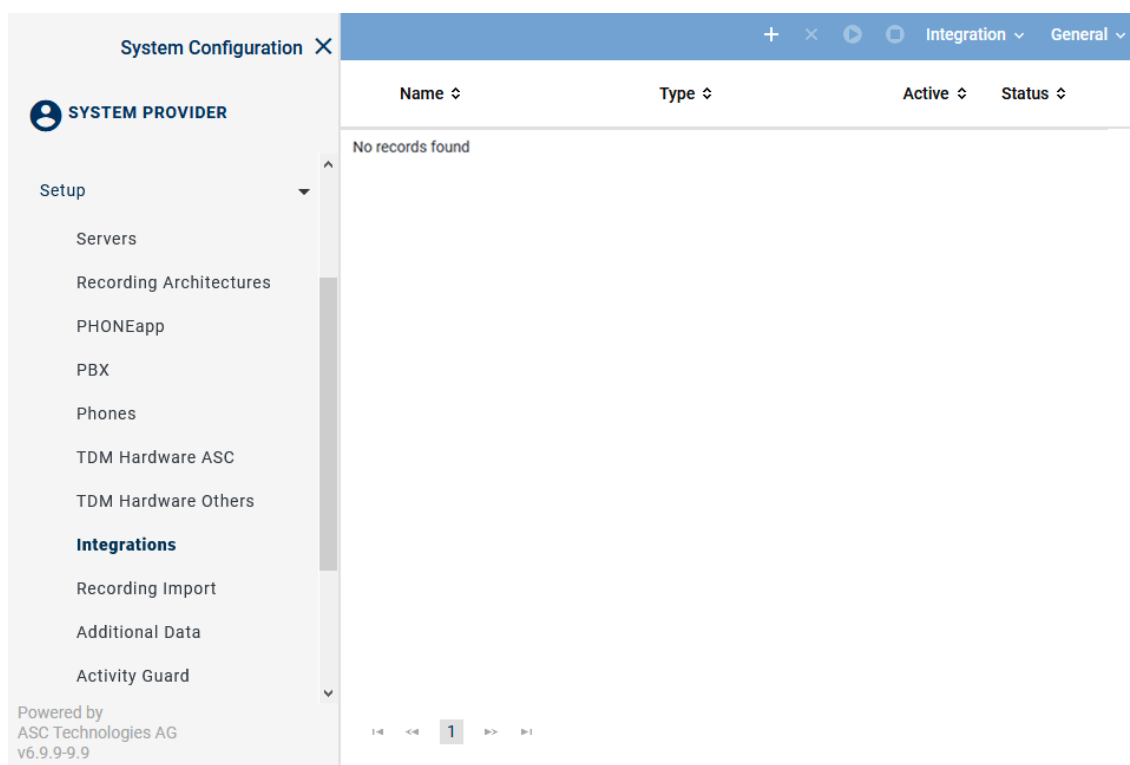 System Configuration
Integration General
SYSTEM PROVIDER
Name Type Active Status
No records found
Setup
Servers
Recording Architectures
PHONEapp
PBX
Phones
TDM Hardware ASC
TDM Hardware Others
Integrations
Recording Import
Additional Data
Activity Guard
Powered by
ASC Technologies AG
v6.9.9-9.9
1